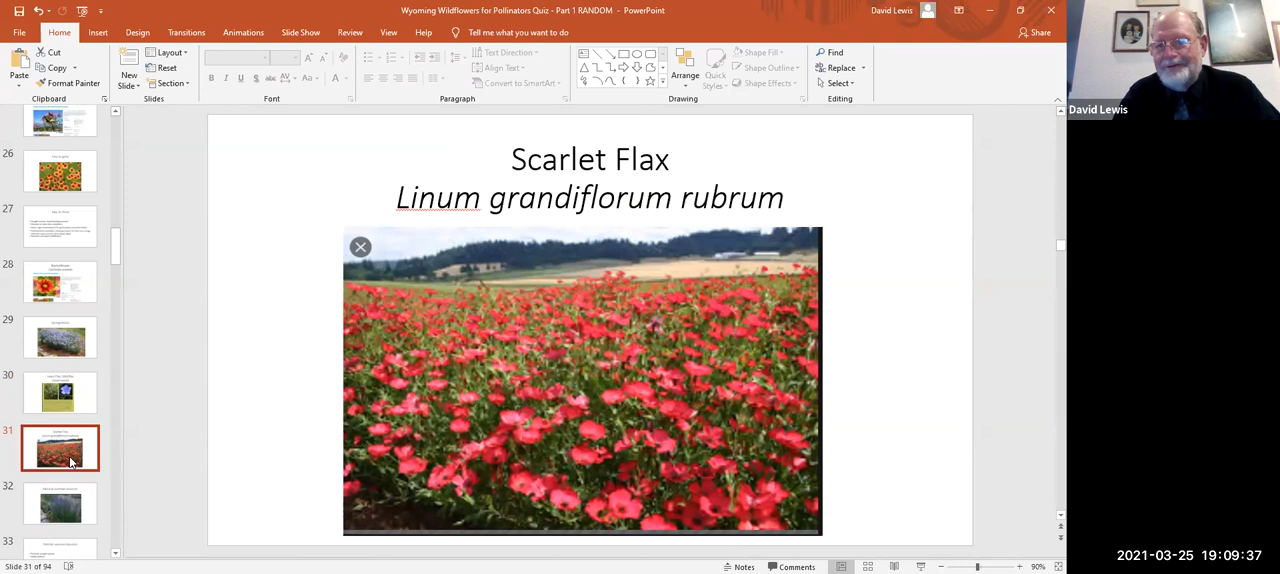 Wyoming Wildflowers for Pollinators Quiz - Part 1 RANDOM - PowerPoint
David Lewis
File Home Insert Design Transitions Animations Slide Show Review View Help Tell me what you want to do
Share
Paste
Cut
Copy
Format Painter
Clipboard
New Slide
Layout
Reset
Section
Slides
B I U S abc AV Aa A
Font
Text Direction
Align Text
Convert to SmartArt
Paragraph
Arrange
Quick Styles
Shape Fill
Shape Outline
Shape Effects
Drawing
Find
Replace
Select
Editing
David Lewis
26
27
28
29
30
31
32
33
Scarlet Flax
Linum grandiflorum rubrum
Slide 31 of 94
Notes
Comments
90%
2021-03-25 19:09:37